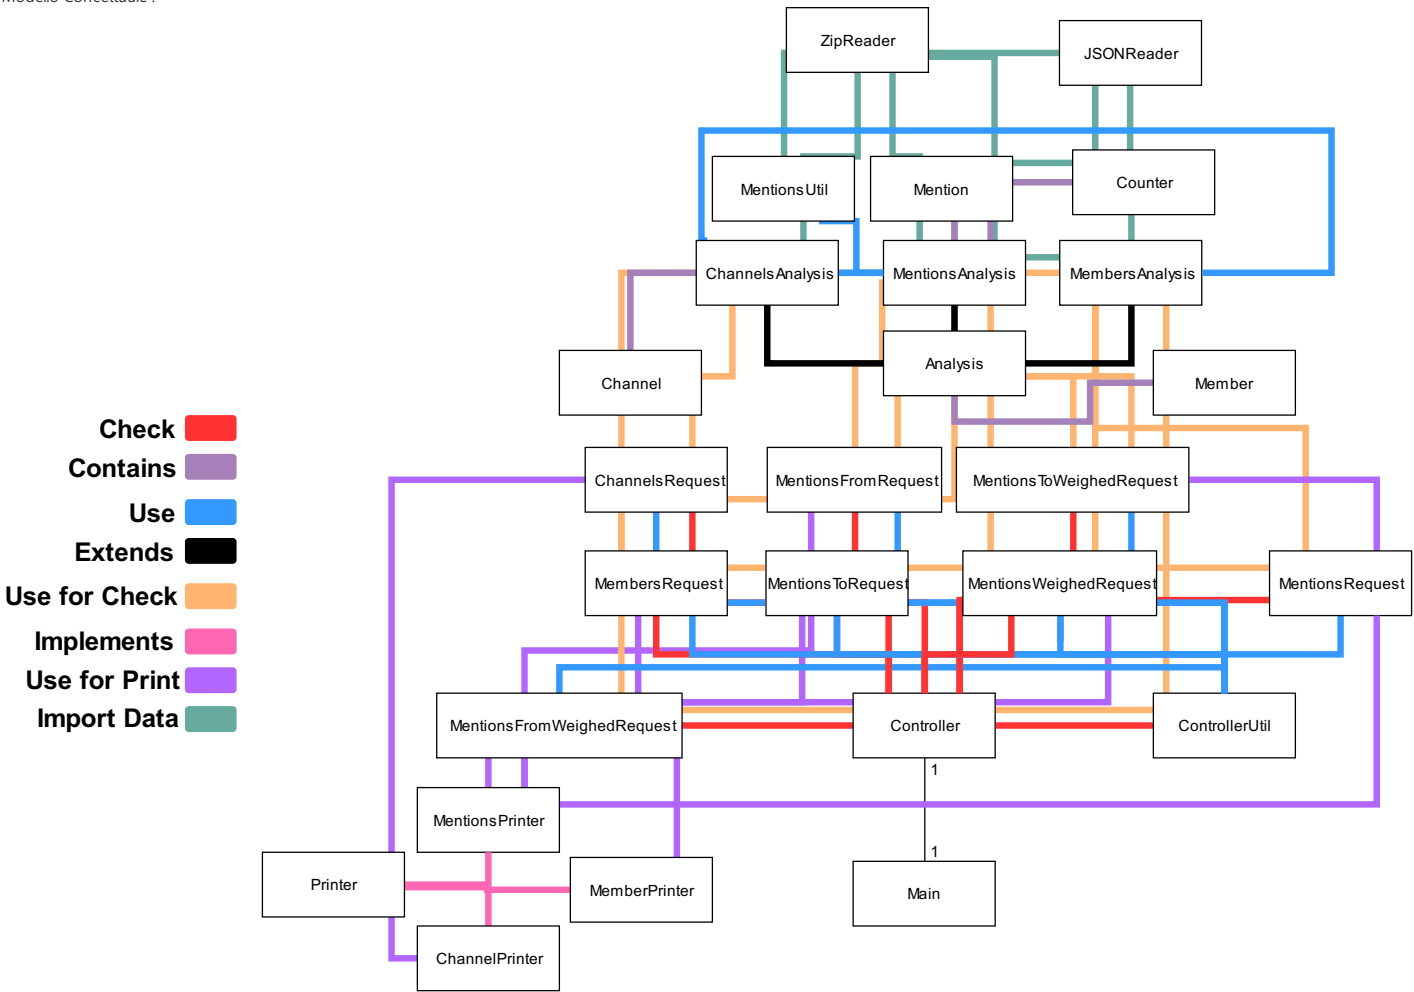 Modello Concettuale :
ZipReader
JSONReader
MentionsUtil
Mention
Counter
ChannelsAnalysis
MentionsAnalysis
MembersAnalysis
Analysis
Channel
Member
Check
Contains
Use
Extends
Use for Check
Implements
Use for Print
Import Data
ChannelsRequest
MentionsFromRequest
MentionsToWeighedRequest
MembersRequest
MentionsToRequest
MentionsWeighedRequest
MentionsRequest
MentionsFromWeighedRequest
Controller
ControllerUtil
1
MentionsPrinter
1
Printer
MemberPrinter
Main
ChannelPrinter